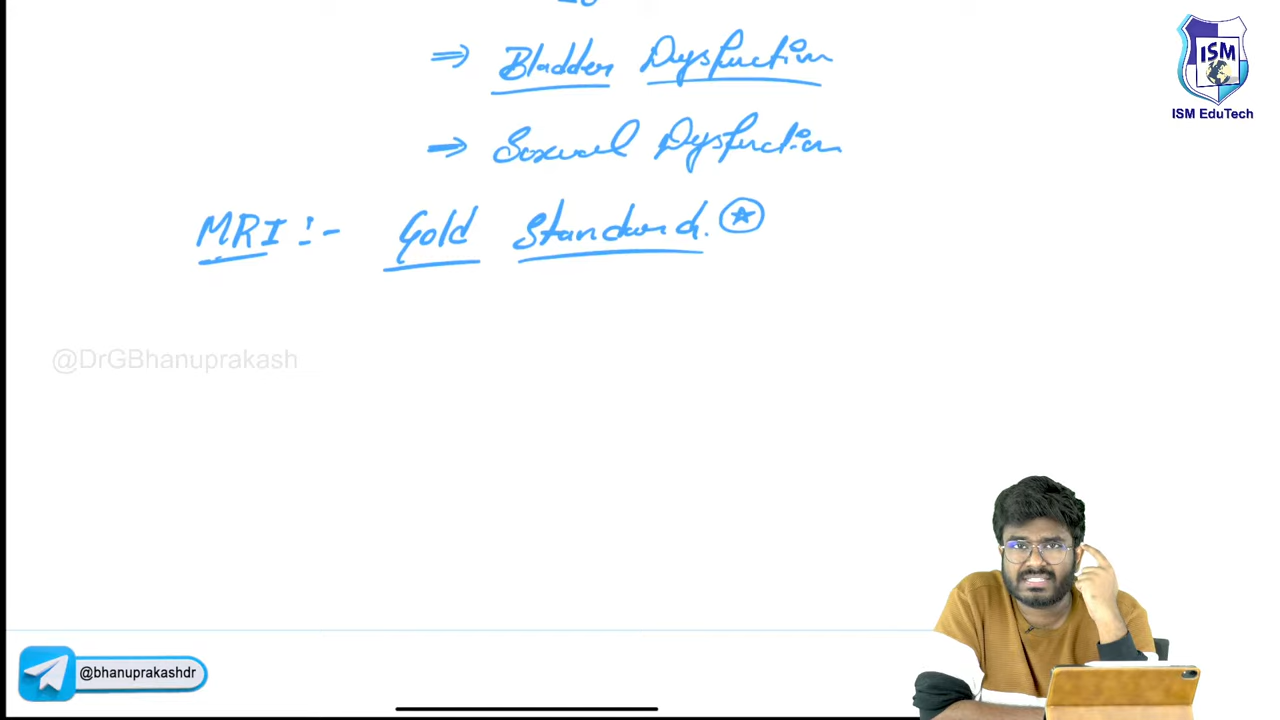 ⇒ Bladder Dysfunction
→ Sexual Dysfunction
MRI :- Gold Standard.
ISM
ISM EduTech
@DrGBhanuprakash
@bhanuprakashdr